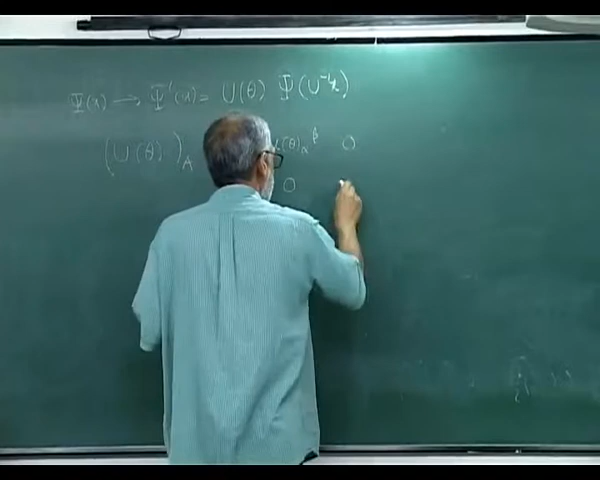 Ψ(x) → Ψ'(x) = U(θ) Ψ(U⁻¹x)
(U(θ))_A (θ)_α^β 0
0